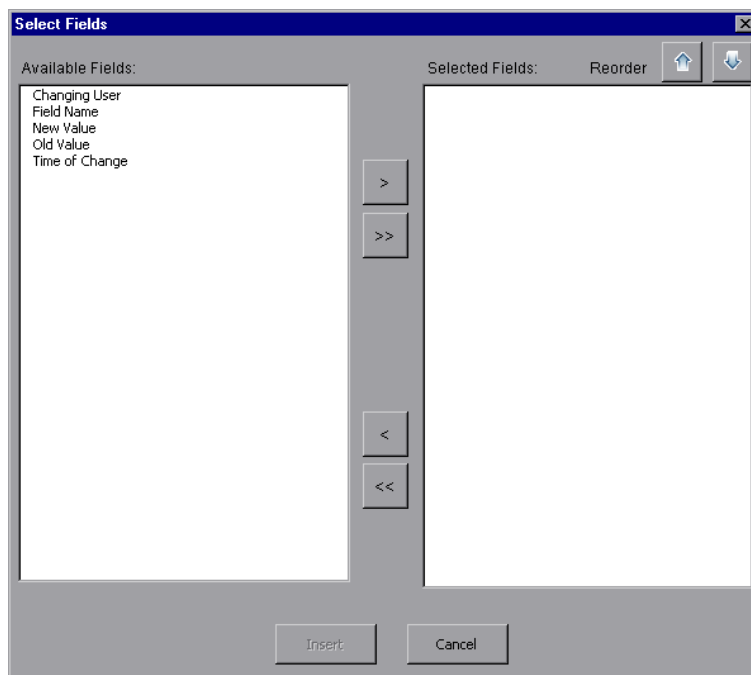 Select Fields
Available Fields:
Selected Fields:
Reorder
Changing User
Field Name
New Value
Old Value
Time of Change
>
>>
<
<<
Insert
Cancel